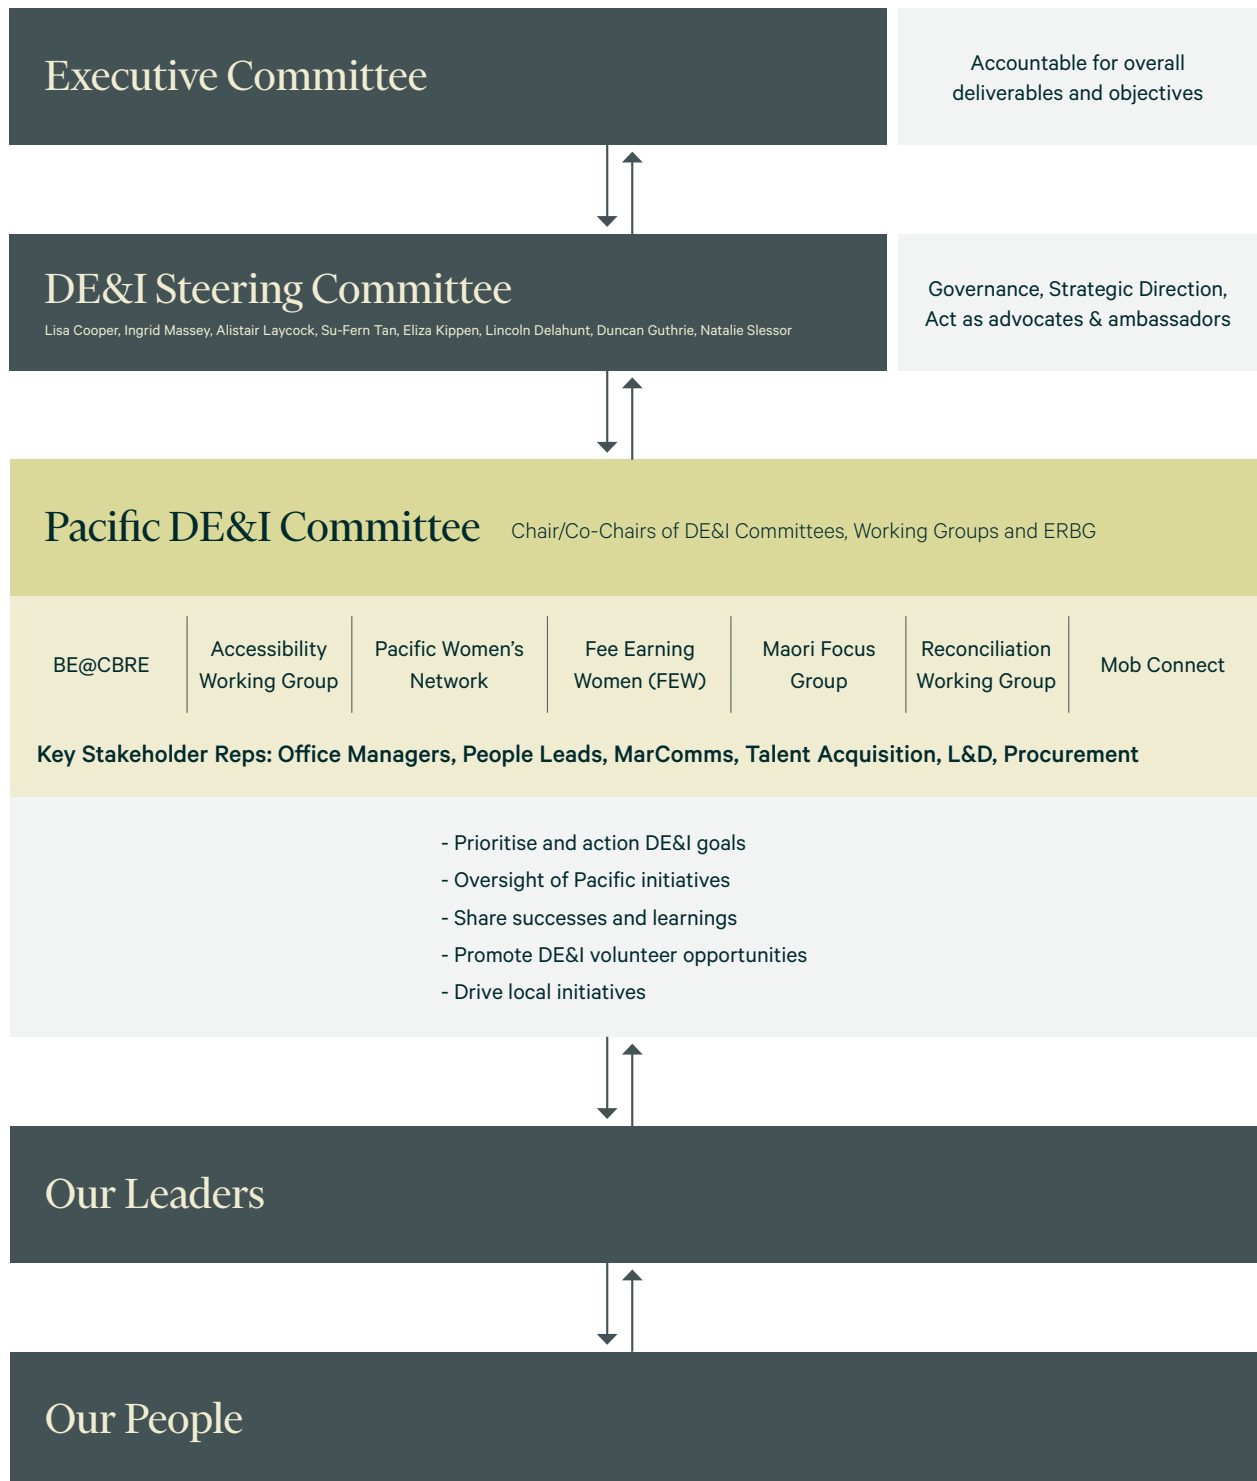 Executive Committee
Accountable for overall
deliverables and objectives
DE&I Steering Committee
Lisa Cooper, Ingrid Massey, Alistair Laycock, Su-Fern Tan, Eliza Kippen, Lincoln Delahunt, Duncan Guthrie, Natalie Slessor
Governance, Strategic Direction,
Act as advocates & ambassadors
Pacific DE&I Committee
Chair/Co-Chairs of DE&I Committees, Working Groups and ERBG
BE@CBRE
Accessibility
Working Group
Pacific Women's
Network
Fee Earning
Women (FEW)
Maori Focus
Group
Reconciliation
Working Group
Mob Connect
Key Stakeholder Reps: Office Managers, People Leads, MarComms, Talent Acquisition, L&D, Procurement
- Prioritise and action DE&I goals
- Oversight of Pacific initiatives
- Share successes and learnings
- Promote DE&I volunteer opportunities
- Drive local initiatives
Our Leaders
Our People